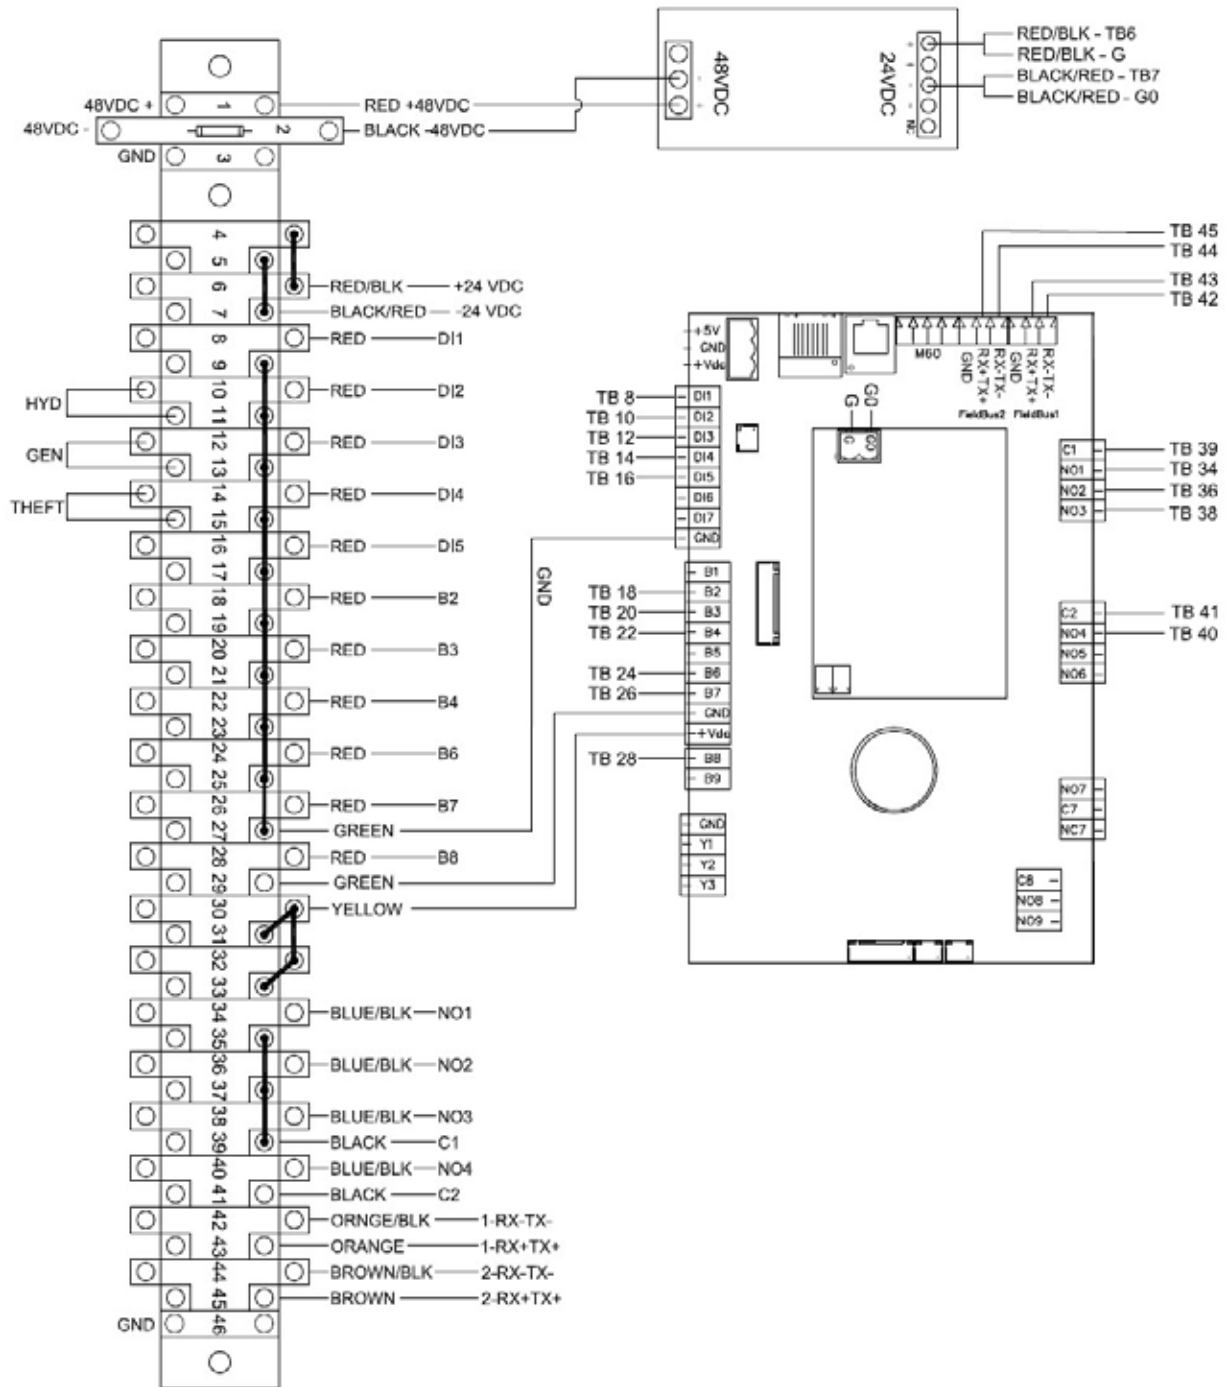 48VDC +
1
RED +48VDC
48VDC -
2
BLACK -48VDC
GND
3
48VDC
+
-
24VDC
+
+
-
-
NC
RED/BLK - TB6
RED/BLK - G
BLACK/RED - TB7
BLACK/RED - G0
4
5
6
RED/BLK
+24 VDC
7
BLACK/RED
-24 VDC
8
RED
DI1
9
HYD
10
RED
DI2
11
GEN
12
RED
DI3
13
THEFT
14
RED
DI4
15
16
RED
DI5
17
18
RED
B2
19
20
RED
B3
21
22
RED
B4
23
24
RED
B6
25
26
RED
B7
27
GREEN
28
RED
B8
29
GREEN
30
YELLOW
31
32
33
34
BLUE/BLK
NO1
35
36
BLUE/BLK
NO2
37
38
BLUE/BLK
NO3
39
BLACK
C1
40
BLUE/BLK
NO4
41
BLACK
C2
42
ORNGE/BLK
1-RX-TX-
43
ORANGE
1-RX+TX+
44
BROWN/BLK
2-RX-TX-
45
BROWN
2-RX+TX+
GND
46
GND
TB 45
TB 44
TB 43
TB 42
+5V
GND
+Vdc
M60
GND
RX+TX+
RX-TX-
GND
RX+TX+
RX-TX-
FieldBus2
FieldBus1
G
G0
G
G0
TB 8
DI1
TB 10
DI2
TB 12
DI3
TB 14
DI4
TB 16
DI5
DI6
DI7
GND
B1
TB 18
B2
TB 20
B3
TB 22
B4
B5
TB 24
B6
TB 26
B7
GND
+Vdc
TB 28
B8
B9
GND
Y1
Y2
Y3
C1
TB 39
NO1
TB 34
NO2
TB 36
NO3
TB 38
C2
TB 41
NO4
TB 40
NO5
NO6
NO7
C7
NC7
C8
NO8
NO9